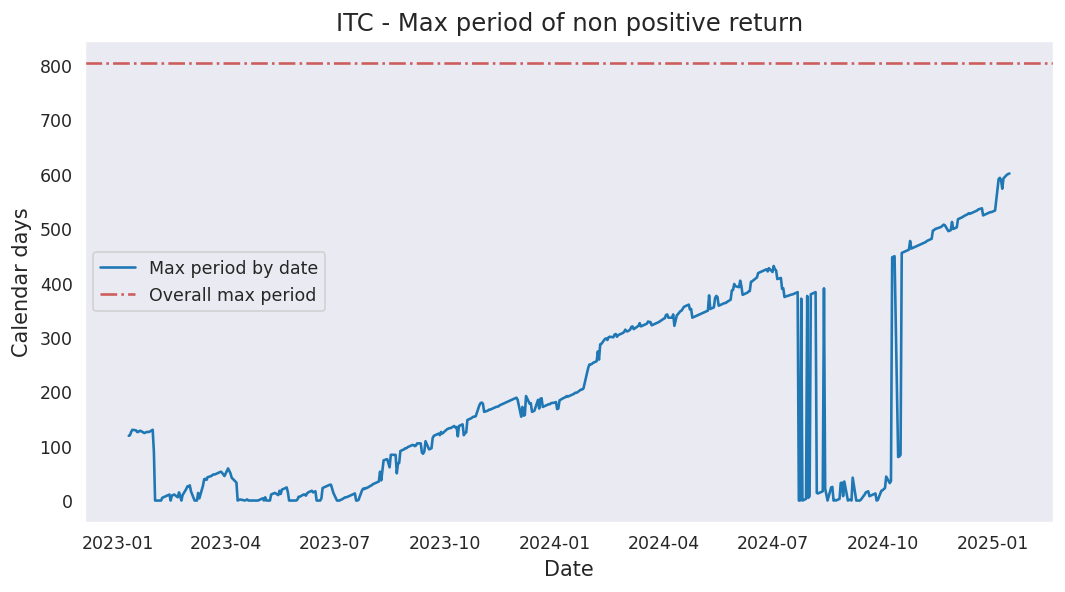 ITC - Max period of non positive return
Calendar days
800
700
600
500
400
300
200
100
0
Max period by date
Overall max period
2023-01 2023-04 2023-07 2023-10 2024-01 2024-04 2024-07 2024-10 2025-01
Date